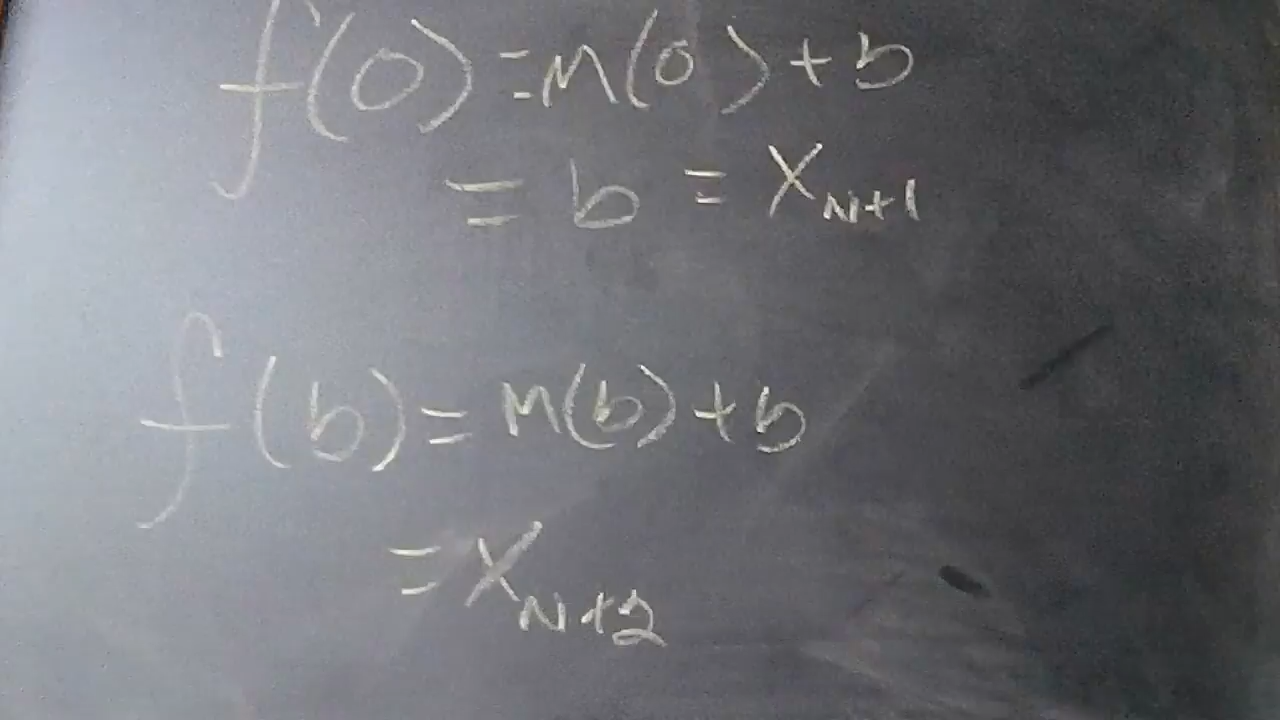 f(0) = m(0) + b
= b = x_{N+1}
f(b) = m(b) + b
= x_{N+2}